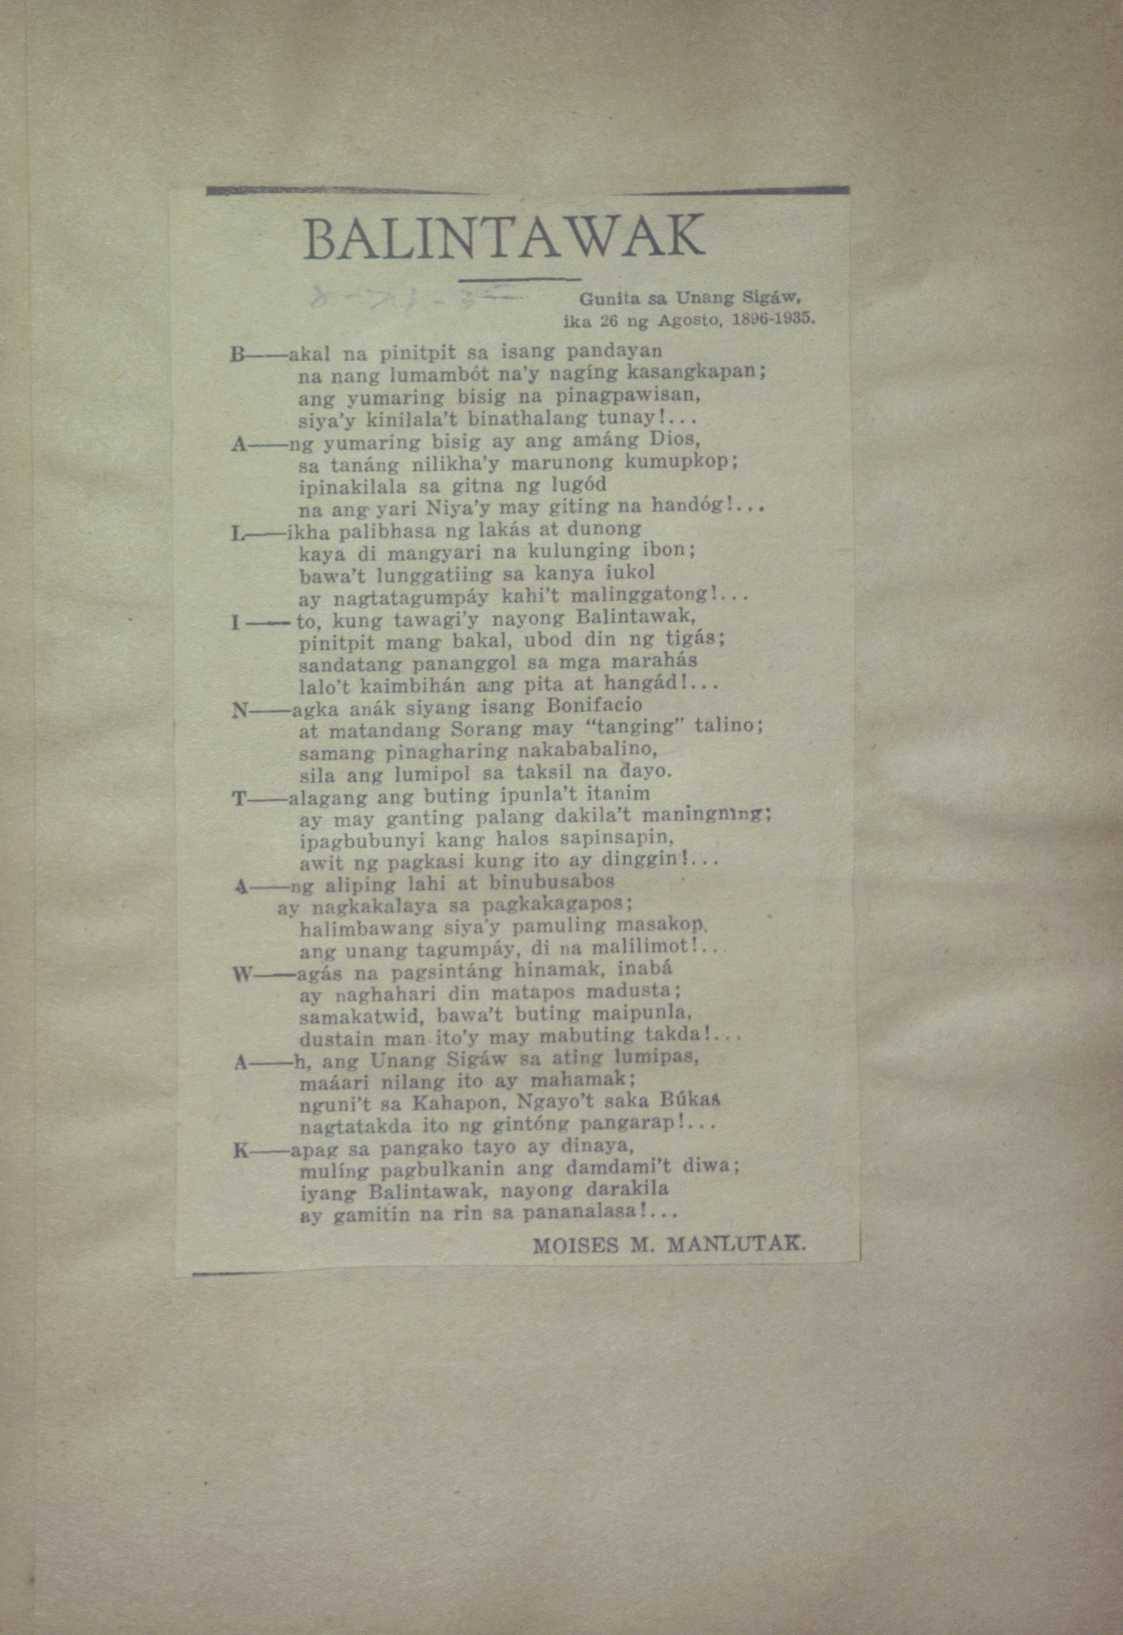 BALINTAWAK
Gunita sa Unang Sigáw,
ika 26 ng Agosto, 1896-1935.
B——akal na pinitpit sa isang pandayan
na nang lumambót na'y nagíng kasangkapan;
ang yumaring bisig na pinagpawisan,
siya'y kinilala't binathalang tunay!...
A——ng yumaring bisig ay ang amáng Dios,
sa tanáng nilikha'y marunong kumupkop;
ipinakilala sa gitna ng lugód
na ang yari Niya'y may giting na handóg!...
L——ikha palibhasa ng lakás at dunong
kaya di mangyari na kulunging ibon;
bawa't lunggatiing sa kanya iukol
ay nagtatagumpáy kahi't malinggatong!...
I——to, kung tawagi'y nayong Balintawak,
pinitpit mang bakal, ubod din ng tigás;
sandatang pananggol sa mga marahás
lalo't kaimbihán ang pita at hangád!...
N——agka anák siyang isang Bonifacio
at matandang Sorang may "tanging" talino;
samang pinagharing nakababalino,
sila ang lumipol sa taksil na dayo.
T——alagang ang buting ipunla't itanim
ay may ganting palang dakila't maningning;
ipagbubunyi kang halos sapinsapin,
awit ng pagkasi kung ito ay dinggin!...
A——ng aliping lahi at binubusabos
ay nagkakalaya sa pagkakagapos;
halimbawang siya'y pamuling masakop,
ang unang tagumpáy, di na malilimot!...
W——agás na pagsintáng hinamak, inabá
ay naghahari din matapos madusta;
samakatwid, bawa't buting maipunla,
dustain man ito'y may mabuting takda!...
A——h, ang Unang Sigáw sa ating lumipas,
maáari nilang ito ay mahamak;
nguni't sa Kahapon, Ngayo't saka Búkas
nagtatakda ito ng gintóng pangarap!...
K——apag sa pangako tayo ay dinaya,
mulíng pagbulkanin ang damdami't diwa;
iyang Balintawak, nayong darakila
ay gamitin na rin sa pananalasa!...
MOISES M. MANLUTAK.